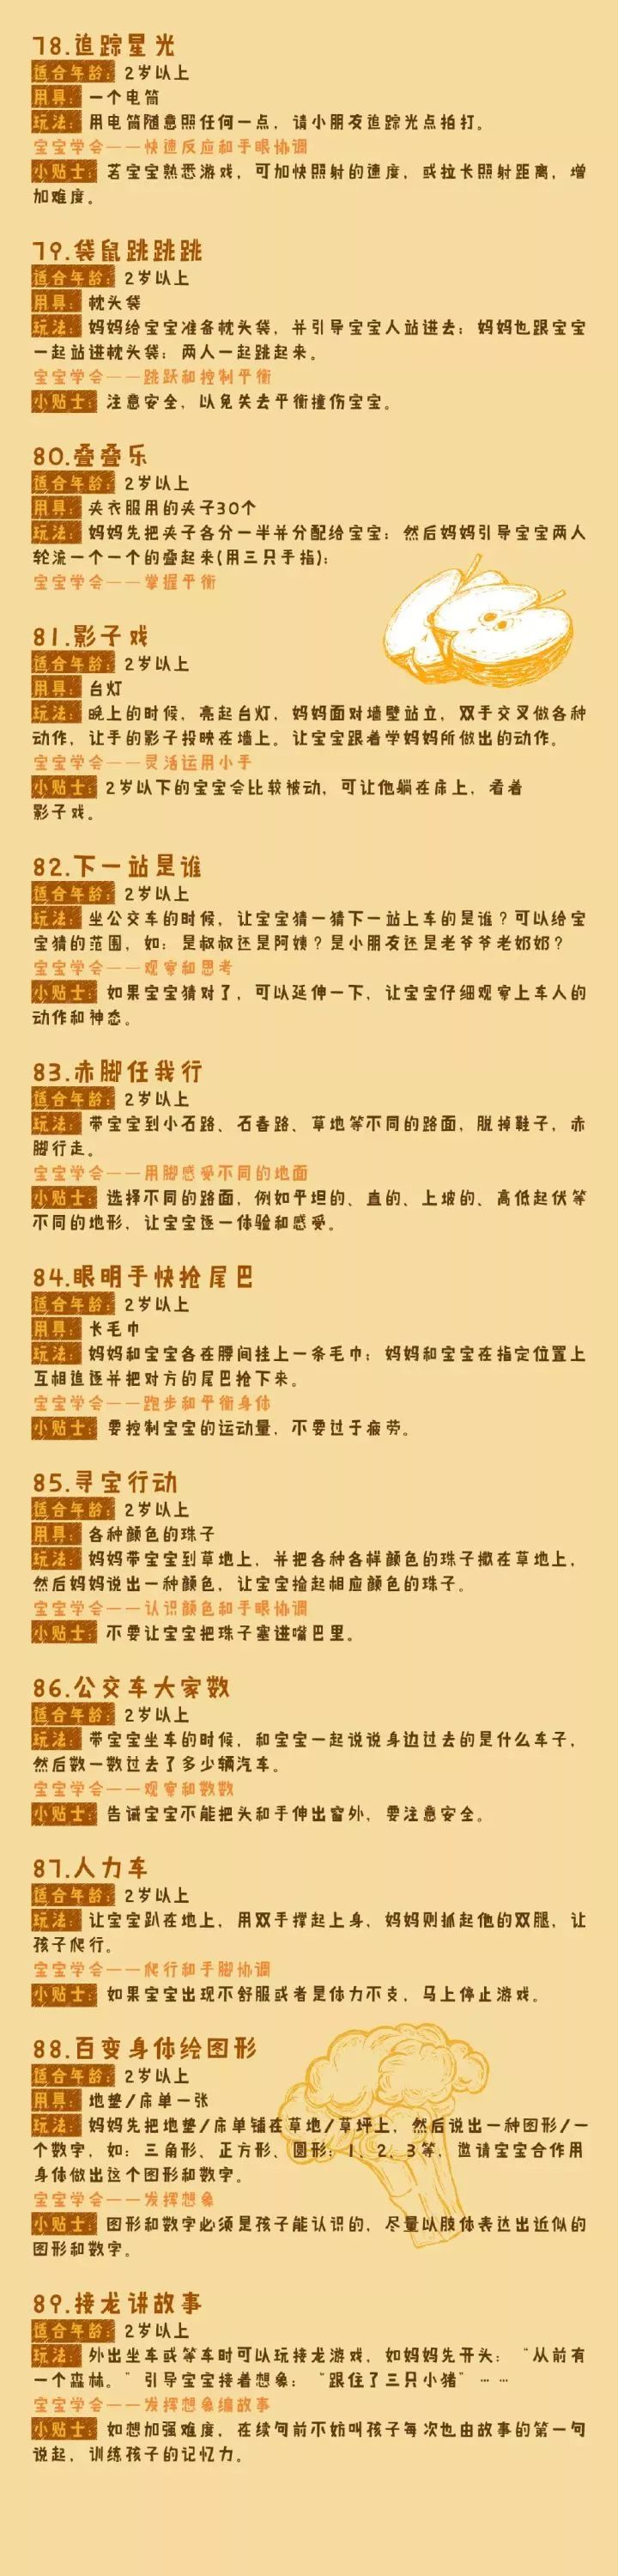 78.追踪星光
适合年龄：2岁以上
用具：一个电筒
玩法：用电筒随意照任何一点，请小朋友追踪光点拍打。
宝宝学会——快速反应和手眼协调
小贴士：若宝宝熟悉游戏，可加快照射的速度，或拉长照射距离，增
加难度。
79.袋鼠跳跳跳
适合年龄：2岁以上
用具：枕头袋
玩法：妈妈给宝宝准备枕头袋，并引导宝宝人站进去；妈妈也跟宝宝
一起站进枕头袋；两人一起跳起来。
宝宝学会——跳跃和控制平衡
小贴士：注意安全，以免失去平衡撞伤宝宝。
80.叠叠乐
适合年龄：2岁以上
用具：夹衣服用的夹子30个
玩法：妈妈先把夹子各分一半并分配给宝宝；然后妈妈引导宝宝两人
轮流一个一个的叠起来(用三只手指)；
宝宝学会——掌握平衡
81.影子戏
适合年龄：2岁以上
用具：台灯
玩法：晚上的时候，亮起台灯，妈妈面对墙壁站立，双手交叉做各种
动作，让手的影子投映在墙上。让宝宝跟着学妈妈所做出的动作。
宝宝学会——灵活运用小手
小贴士：2岁以下的宝宝会比较被动，可让他躺在床上，看着
影子戏。
82.下一站是谁
适合年龄：2岁以上
玩法：坐公交车的时候，让宝宝猜一猜下一站上车的是谁？可以给宝
宝猜的范围，如：是叔叔还是阿姨？是小朋友还是老爷爷老奶奶？
宝宝学会——观察和思考
小贴士：如果宝宝猜对了，可以延伸一下，让宝宝仔细观察上车人的
动作和神态。
83.赤脚任我行
适合年龄：2岁以上
玩法：带宝宝到小石路、石春路、草地等不同的路面，脱掉鞋子，赤
脚行走。
宝宝学会——用脚感受不同的地面
小贴士：选择不同的路面，例如平坦的、直的、上坡的、高低起伏等
不同的地形，让宝宝逐一体验和感受。
84.眼明手快抢尾巴
适合年龄：2岁以上
用具：长毛巾
玩法：妈妈和宝宝各在腰间挂上一条毛巾；妈妈和宝宝在指定位置上
互相追逐并把对方的尾巴抢下来。
宝宝学会——跑步和平衡身体
小贴士：要控制宝宝的运动量，不要过于疲劳。
85.寻宝行动
适合年龄：2岁以上
用具：各种颜色的珠子
玩法：妈妈带宝宝到草地上，并把各种各样颜色的珠子撒在草地上，
然后妈妈说出一种颜色，让宝宝捡起相应颜色的珠子。
宝宝学会——认识颜色和手眼协调
小贴士：不要让宝宝把珠子塞进嘴巴里。
86.公交车大家数
适合年龄：2岁以上
玩法：带宝宝坐车的时候，和宝宝一起说说身边过去的是什么车子，
然后数一数过去了多少辆汽车。
宝宝学会——观察和数数
小贴士：告诫宝宝不能把头和手伸出窗外，要注意安全。
87.人力车
适合年龄：2岁以上
玩法：让宝宝趴在地上，用双手撑起上身，妈妈则抓起他的双腿，让
孩子爬行。
宝宝学会——爬行和手脚协调
小贴士：如果宝宝出现不舒服或者是体力不支，马上停止游戏。
88.百变身体绘图形
适合年龄：2岁以上
用具：地垫/床单一张
玩法：妈妈先把地垫/床单铺在草地/草坪上，然后说出一种图形/一
个数字，如：三角形、正方形、圆形；1、2、3等，邀请宝宝合作用
身体做出这个图形和数字。
宝宝学会——发挥想象
小贴士：图形和数字必须是孩子能认识的，尽量以肢体表达出近似的
图形和数字。
89.接龙讲故事
适合年龄：2岁以上
玩法：外出坐车或等车时可以玩接龙游戏，如妈妈先开头：“从前有
一个森林。”引导宝宝接着想象：“跟住了三只小猪”……
宝宝学会——发挥想象编故事
小贴士：如想加强难度，在续句前不妨叫孩子每次也由故事的第一句
说起，训练孩子的记忆力。